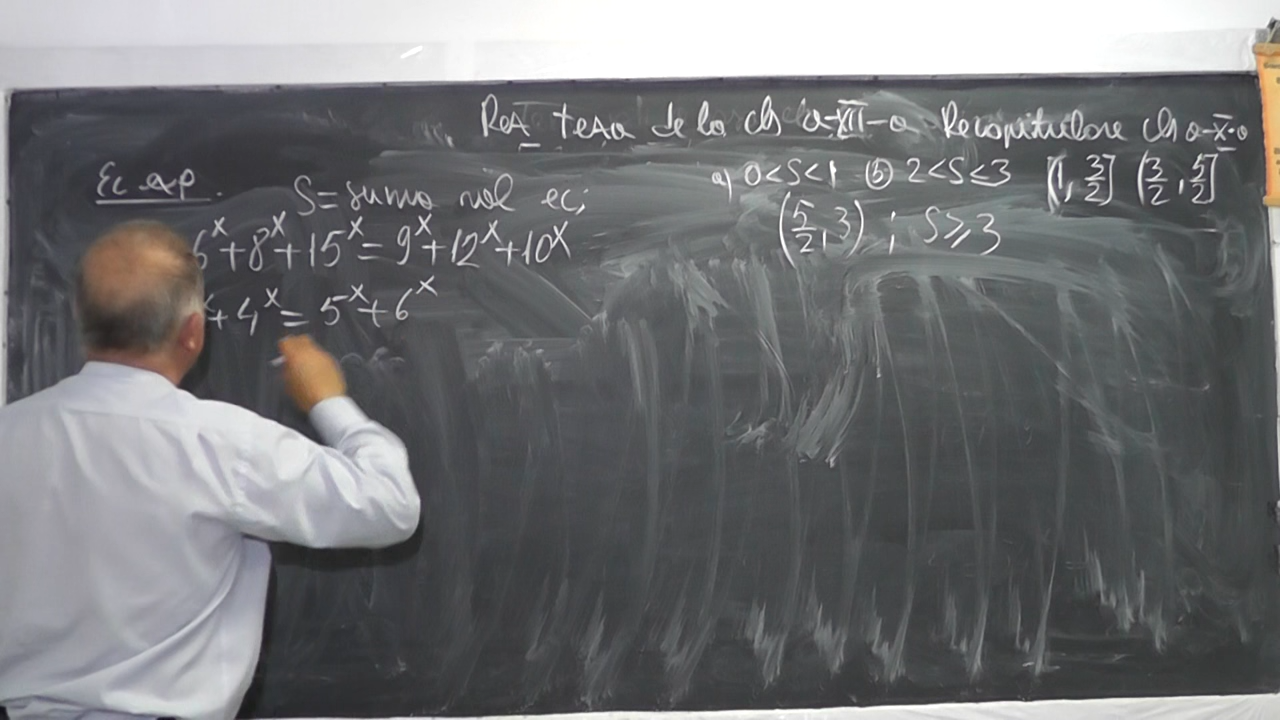 Rez teza de la cls a-XII-a Recapitulare Cls a-X-a
Ec exp.
S=suma sol ec;
a) 0<S<1 ⓑ 2<S≤3 [1, 3/2] (3/2, 5/2]
(5/2, 3) ; S≥3
6^x+8^x+15^x=9^x+12^x+10^x
+4^x=5^x+6^x